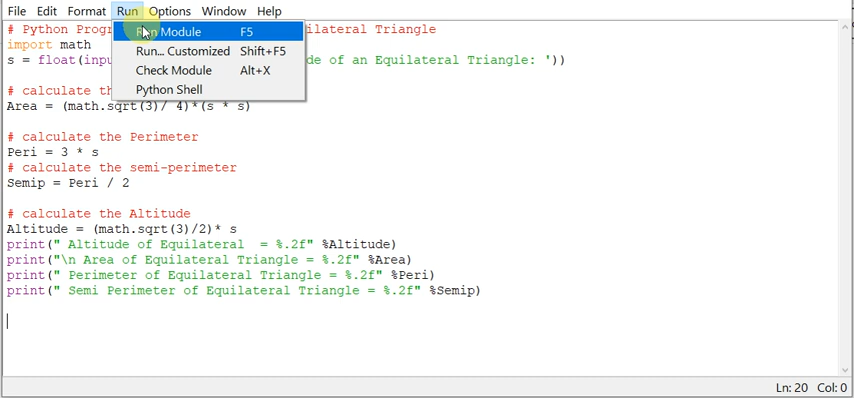 File Edit Format Run Options Window Help
# Python Progr ilateral Triangle
Run Module F5
import math
Run... Customized Shift+F5
s = float(inpu de of an Equilateral Triangle: '))
Check Module Alt+X
Python Shell
# calculate th
Area = (math.sqrt(3)/ 4)*(s * s)
# calculate the Perimeter
Peri = 3 * s
# calculate the semi-perimeter
Semip = Peri / 2
# calculate the Altitude
Altitude = (math.sqrt(3)/2)* s
print(" Altitude of Equilateral  = %.2f" %Altitude)
print("\n Area of Equilateral Triangle = %.2f" %Area)
print(" Perimeter of Equilateral Triangle = %.2f" %Peri)
print(" Semi Perimeter of Equilateral Triangle = %.2f" %Semip)
Ln: 20 Col: 0